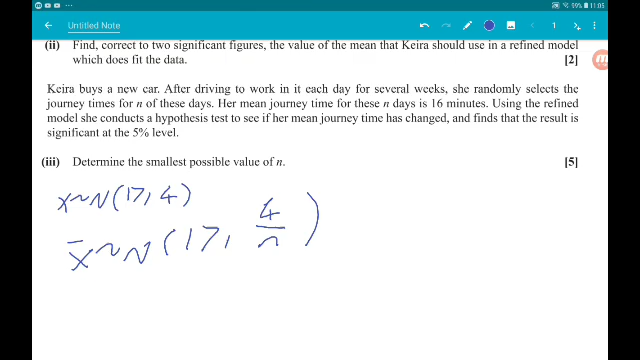 99% 11:05
Untitled Note
1
(ii) Find, correct to two significant figures, the value of the mean that Keira should use in a refined model
which does fit the data. [2]
Keira buys a new car. After driving to work in it each day for several weeks, she randomly selects the
journey times for n of these days. Her mean journey time for these n days is 16 minutes. Using the refined
model she conducts a hypothesis test to see if her mean journey time has changed, and finds that the result is
significant at the 5% level.
(iii) Determine the smallest possible value of n. [5]
x~N(17, 4)
x̄~N(17, 4/n)